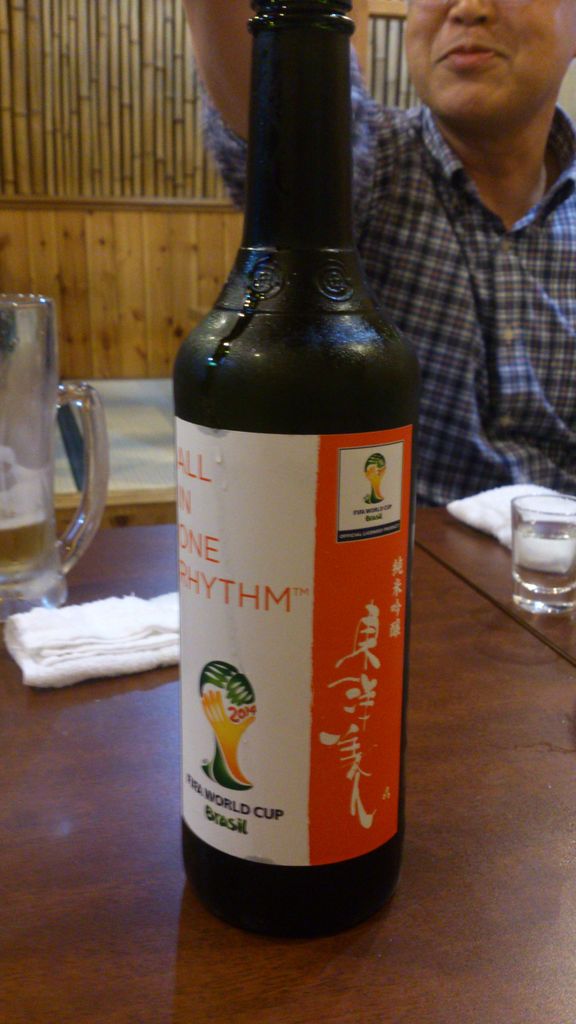 ALL
IN
ONE
RHYTHM™
2014
FIFA WORLD CUP
Brasil
FIFA WORLD CUP
Brasil
OFFICIAL LICENSED PRODUCT
純米吟醸
東洋美人